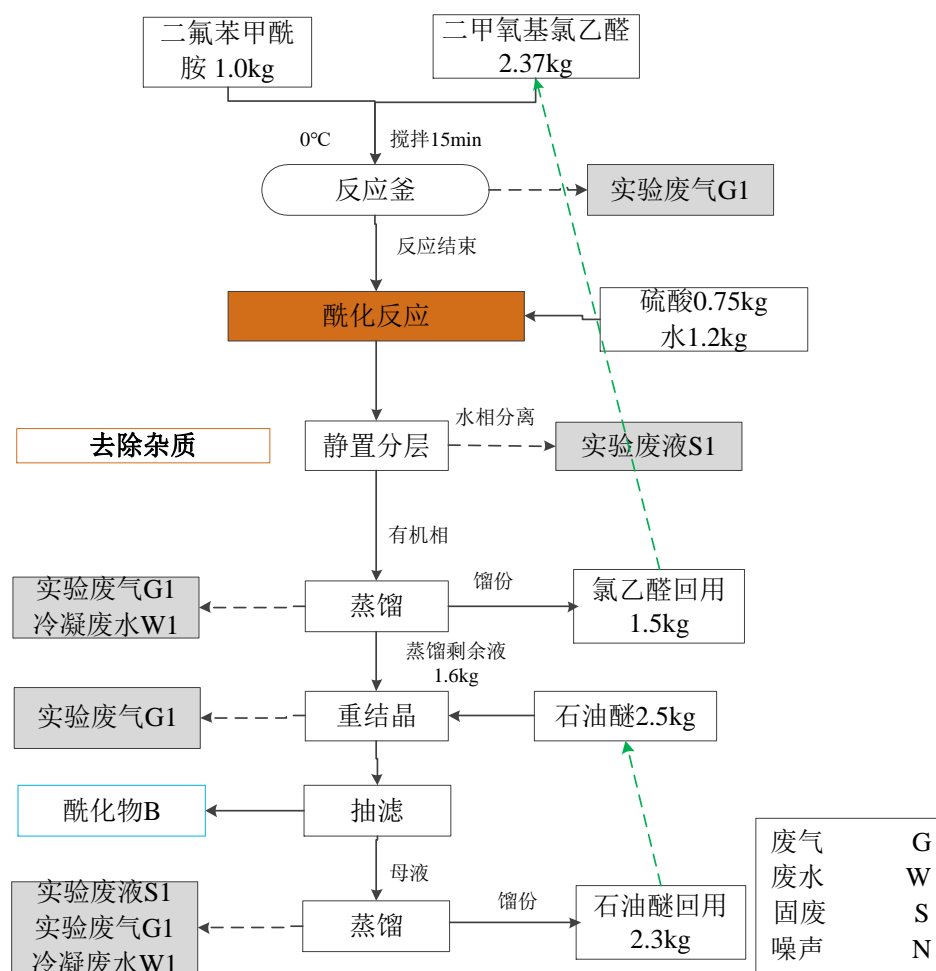 二氟苯甲酰
胺 1.0kg
二甲氧基氯乙醛
2.37kg
0℃
搅拌15min
反应釜
实验废气G1
反应结束
酰化反应
硫酸0.75kg
水1.2kg
去除杂质
静置分层
水相分离
实验废液S1
有机相
实验废气G1
冷凝废水W1
蒸馏
馏份
氯乙醛回用
1.5kg
蒸馏剩余液
1.6kg
实验废气G1
重结晶
石油醚2.5kg
酰化物B
抽滤
母液
实验废液S1
实验废气G1
冷凝废水W1
蒸馏
馏份
石油醚回用
2.3kg
废气 G
废水 W
固废 S
噪声 N